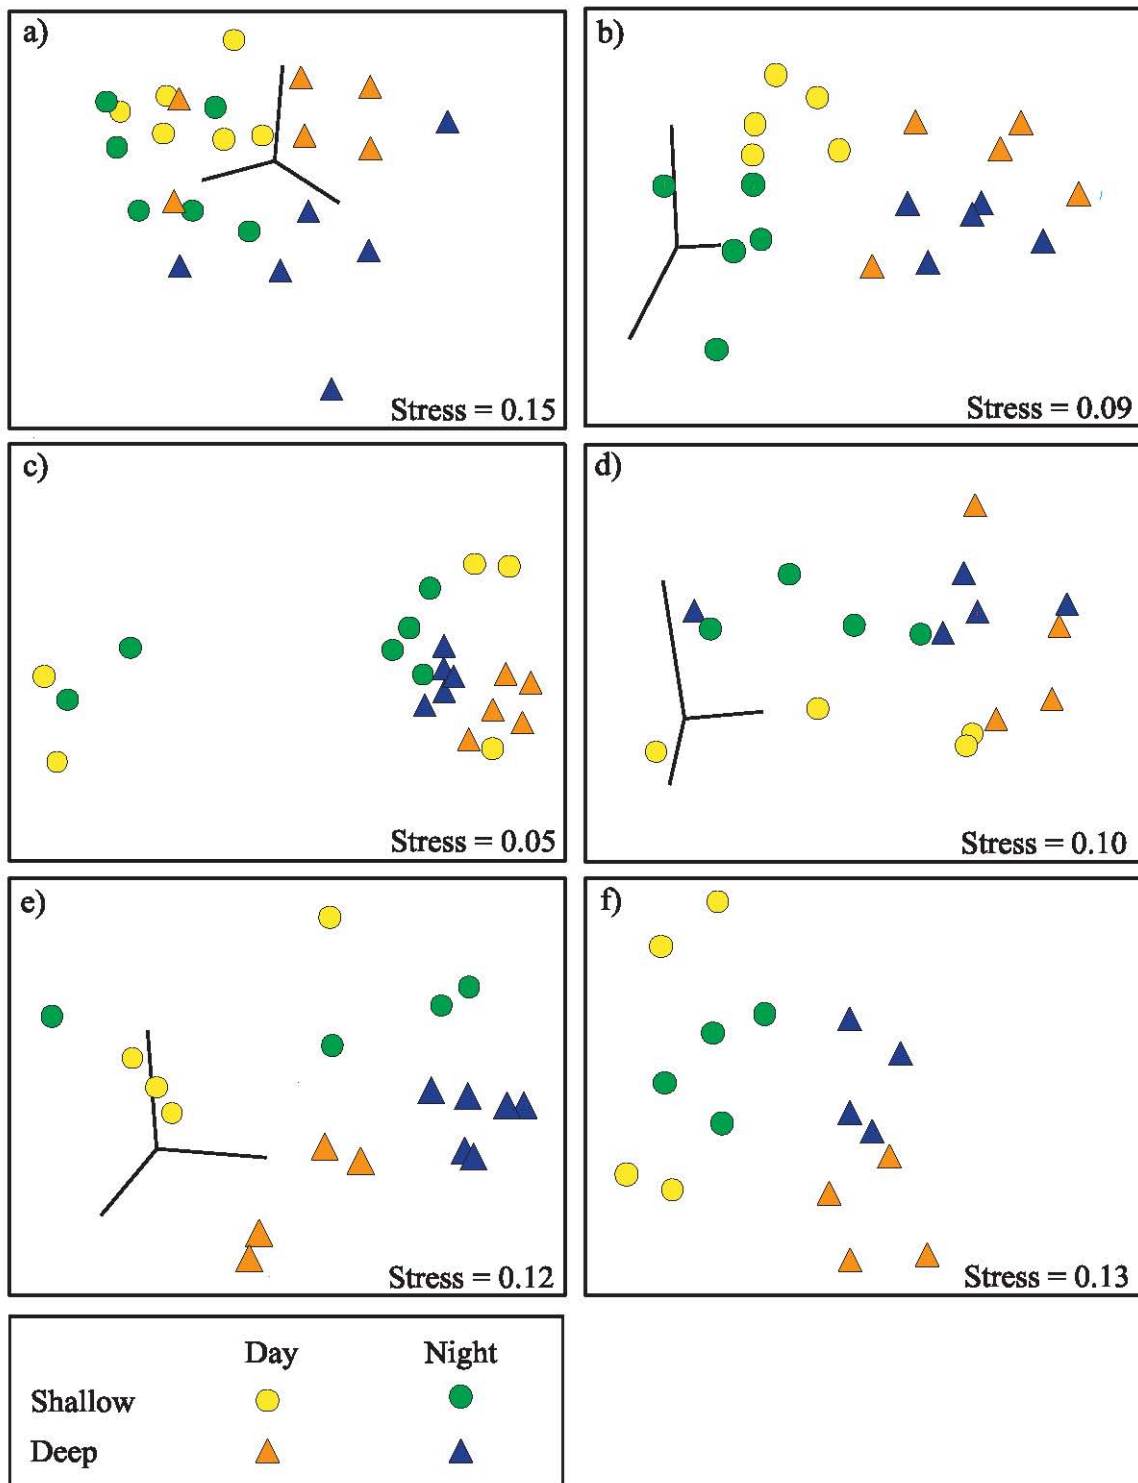 a)
Stress = 0.15
b)
Stress = 0.09
c)
Stress = 0.05
d)
Stress = 0.10
e)
Stress = 0.12
f)
Stress = 0.13
Day Night
Shallow
Deep